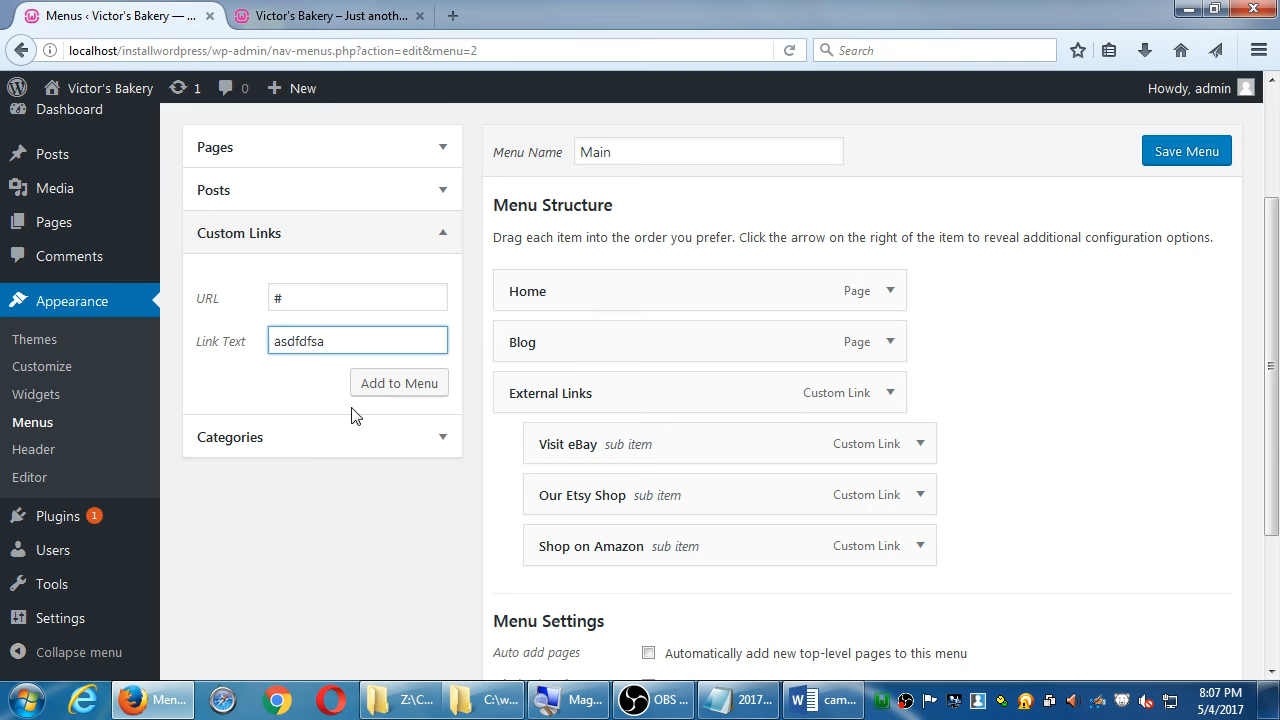 Menus ‹ Victor's Bakery — ...
Victor's Bakery – Just anoth...
localhost/installwordpress/wp-admin/nav-menus.php?action=edit&menu=2
Search
Victor's Bakery
1
0
New
Howdy, admin
Dashboard
Posts
Media
Pages
Comments
Appearance
Themes
Customize
Widgets
Menus
Header
Editor
Plugins 1
Users
Tools
Settings
Collapse menu
Pages
Posts
Custom Links
URL #
Link Text asdfdfsa
Add to Menu
Categories
Menu Name Main
Save Menu
Menu Structure
Drag each item into the order you prefer. Click the arrow on the right of the item to reveal additional configuration options.
Home Page
Blog Page
External Links Custom Link
Visit eBay sub item Custom Link
Our Etsy Shop sub item Custom Link
Shop on Amazon sub item Custom Link
Menu Settings
Auto add pages Automatically add new top-level pages to this menu
Men...
Z:\C...
C:\w...
Mag...
OBS ...
2017...
cam...
8:07 PM
5/4/2017